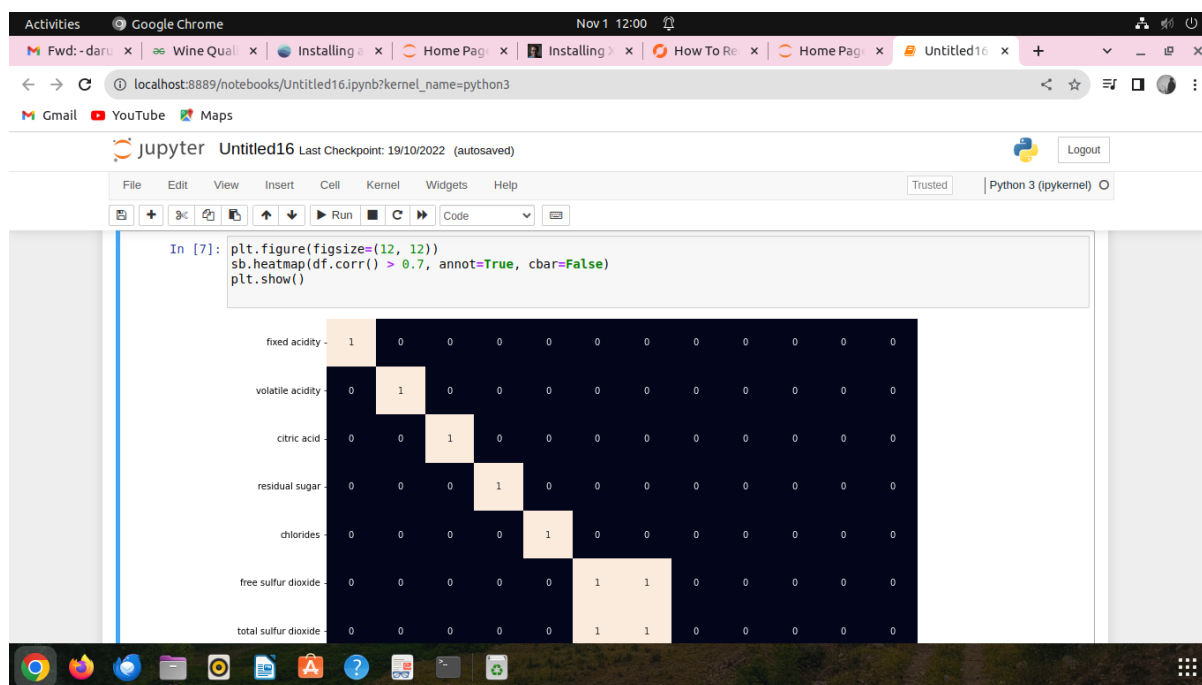 Activities Google Chrome Nov 1 12:00
Fwd: - daru Wine Quali Installing a Home Page Installing X How To Re Home Page Untitled16
localhost:8889/notebooks/Untitled16.ipynb?kernel_name=python3
Gmail YouTube Maps
jupyter Untitled16 Last Checkpoint: 19/10/2022 (autosaved) Logout
File Edit View Insert Cell Kernel Widgets Help Trusted Python 3 (ipykernel)
Run Code
In [7]: plt.figure(figsize=(12, 12))
sb.heatmap(df.corr() > 0.7, annot=True, cbar=False)
plt.show()
fixed acidity 1 0 0 0 0 0 0 0 0 0 0 0
volatile acidity 0 1 0 0 0 0 0 0 0 0 0 0
citric acid 0 0 1 0 0 0 0 0 0 0 0 0
residual sugar 0 0 0 1 0 0 0 0 0 0 0 0
chlorides 0 0 0 0 1 0 0 0 0 0 0 0
free sulfur dioxide 0 0 0 0 0 1 1 0 0 0 0 0
total sulfur dioxide 0 0 0 0 0 1 1 0 0 0 0 0